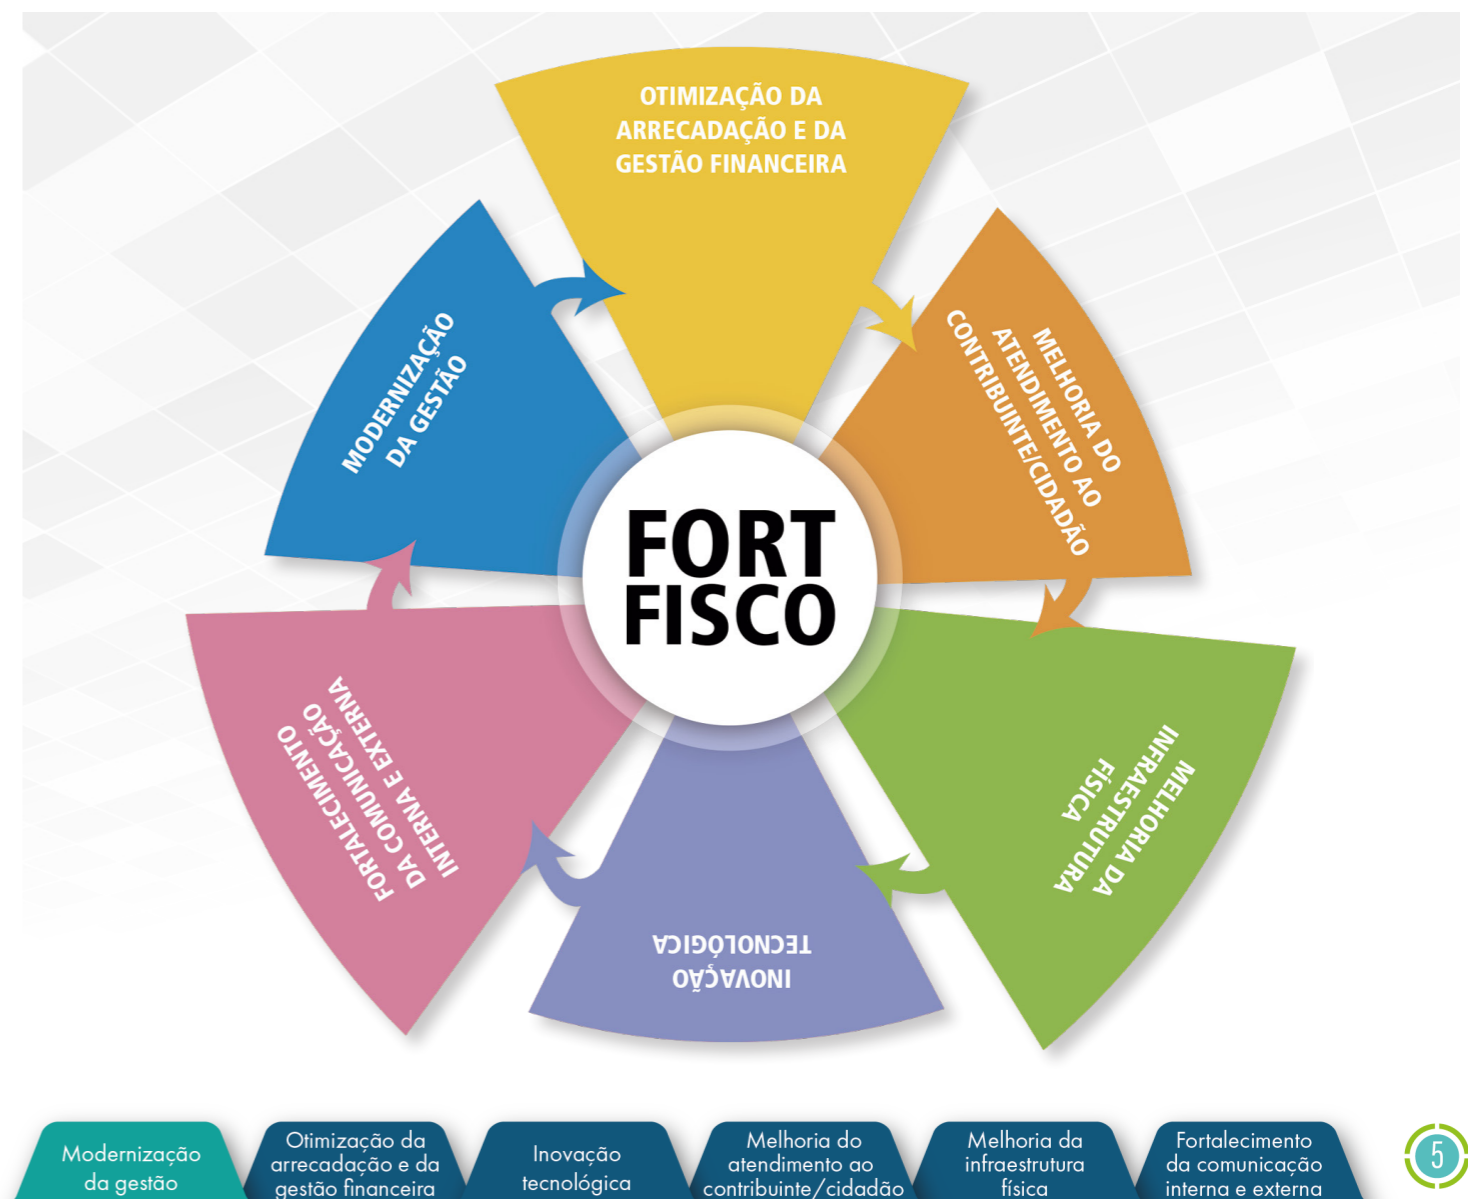 OTIMIZAÇÃO DA
ARRECADAÇÃO E DA
GESTÃO FINANCEIRA
MELHORIA DO
ATENDIMENTO AO
CONTRIBUINTE/CIDADÃO
MELHORIA DA
INFRAESTRUTURA
FÍSICA
INOVAÇÃO
TECNOLÓGICA
FORTALECIMENTO
DA COMUNICAÇÃO
INTERNA E EXTERNA
MODERNIZAÇÃO
DA GESTÃO
FORT
FISCO
Modernização
da gestão
Otimização da
arrecadação e da
gestão financeira
Inovação
tecnológica
Melhoria do
atendimento ao
contribuinte/cidadão
Melhoria da
infraestrutura
física
Fortalecimento
da comunicação
interna e externa
5